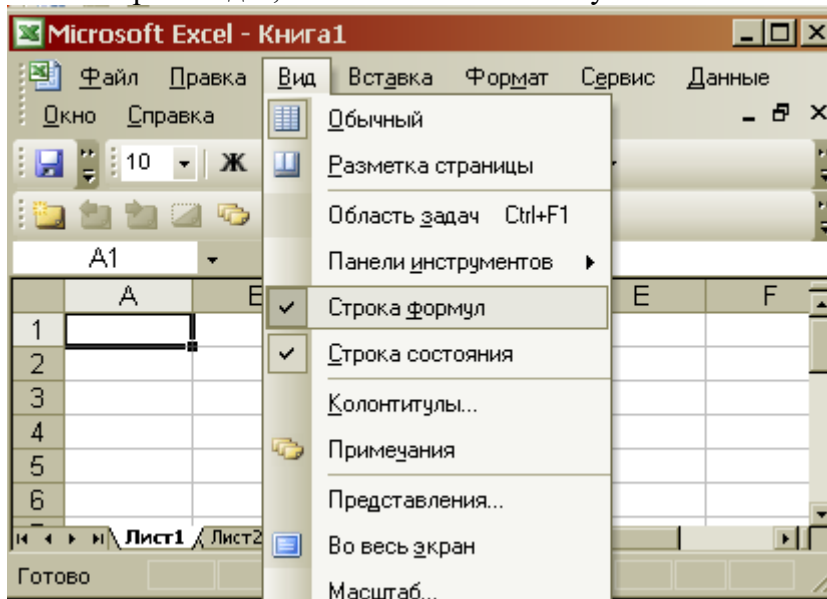 Microsoft Excel - Книга1
Файл Правка Вид Вставка Формат Сервис Данные
Окно Справка
10 Ж
A1
A E F
1
2
3
4
5
6
Обычный
Разметка страницы
Область задач Ctrl+F1
Панели инструментов
Строка формул
Строка состояния
Колонтитулы...
Примечания
Представления...
Во весь экран
Масштаб...
Лист1 Лист2
Готово